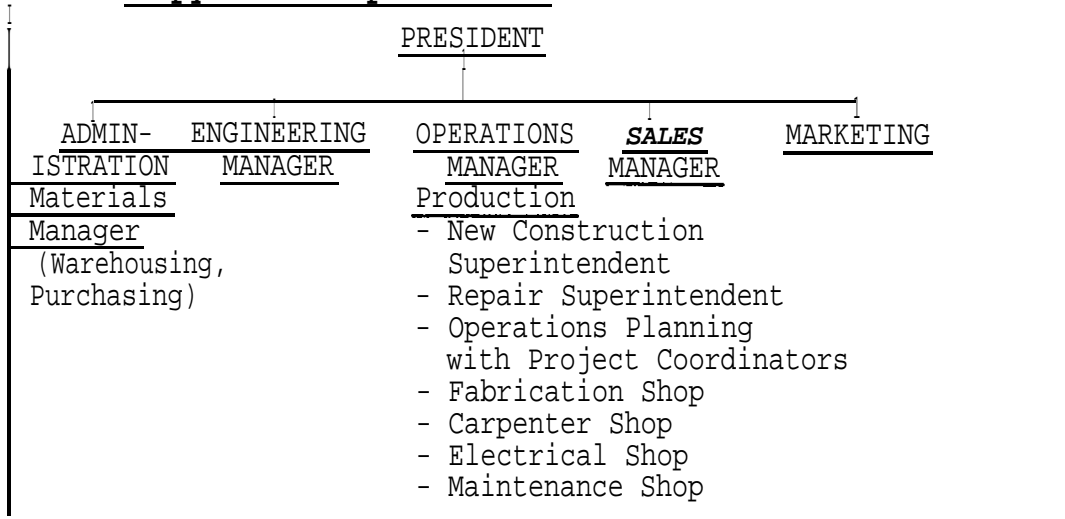 PRESIDENT
ADMIN- ENGINEERING OPERATIONS SALES MARKETING
ISTRATION MANAGER MANAGER MANAGER
Materials Production
Manager - New Construction
(Warehousing, Superintendent
Purchasing) - Repair Superintendent
- Operations Planning
with Project Coordinators
- Fabrication Shop
- Carpenter Shop
- Electrical Shop
- Maintenance Shop